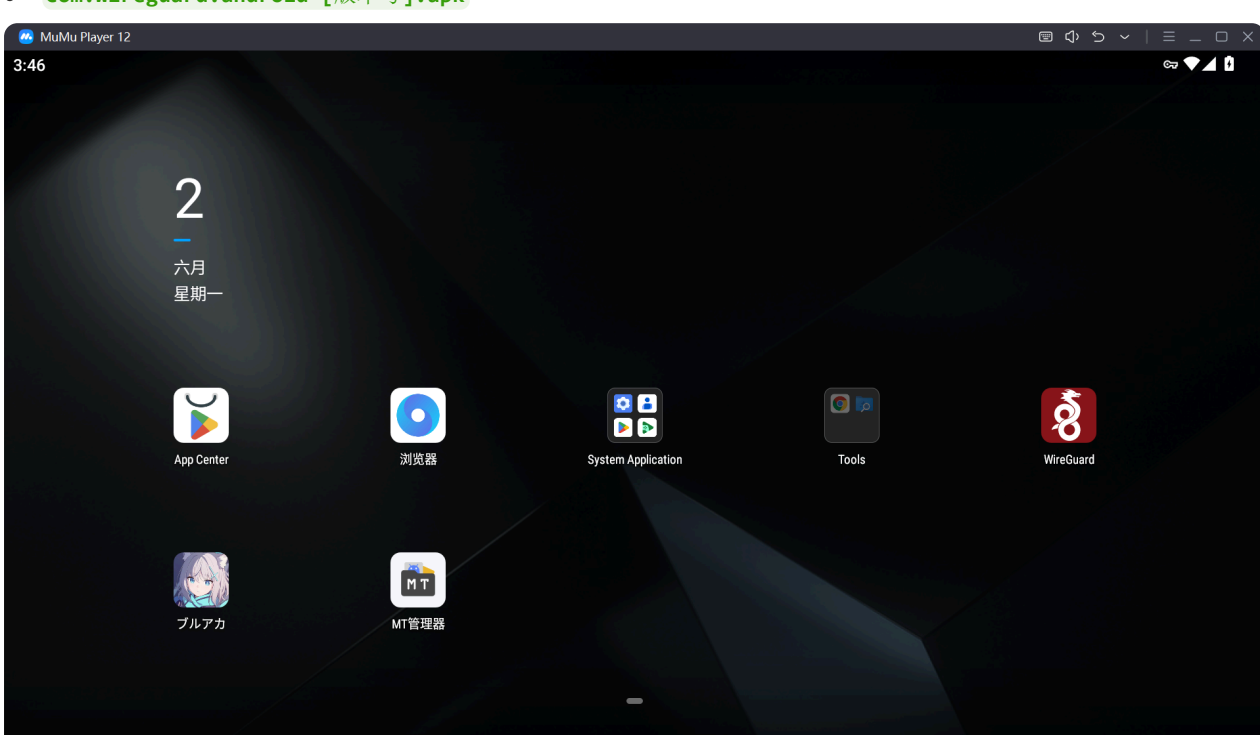 MuMu Player 12
3:46
2
六月
星期一
App Center
浏览器
System Application
Tools
WireGuard
ブルアカ
MT
MT管理器